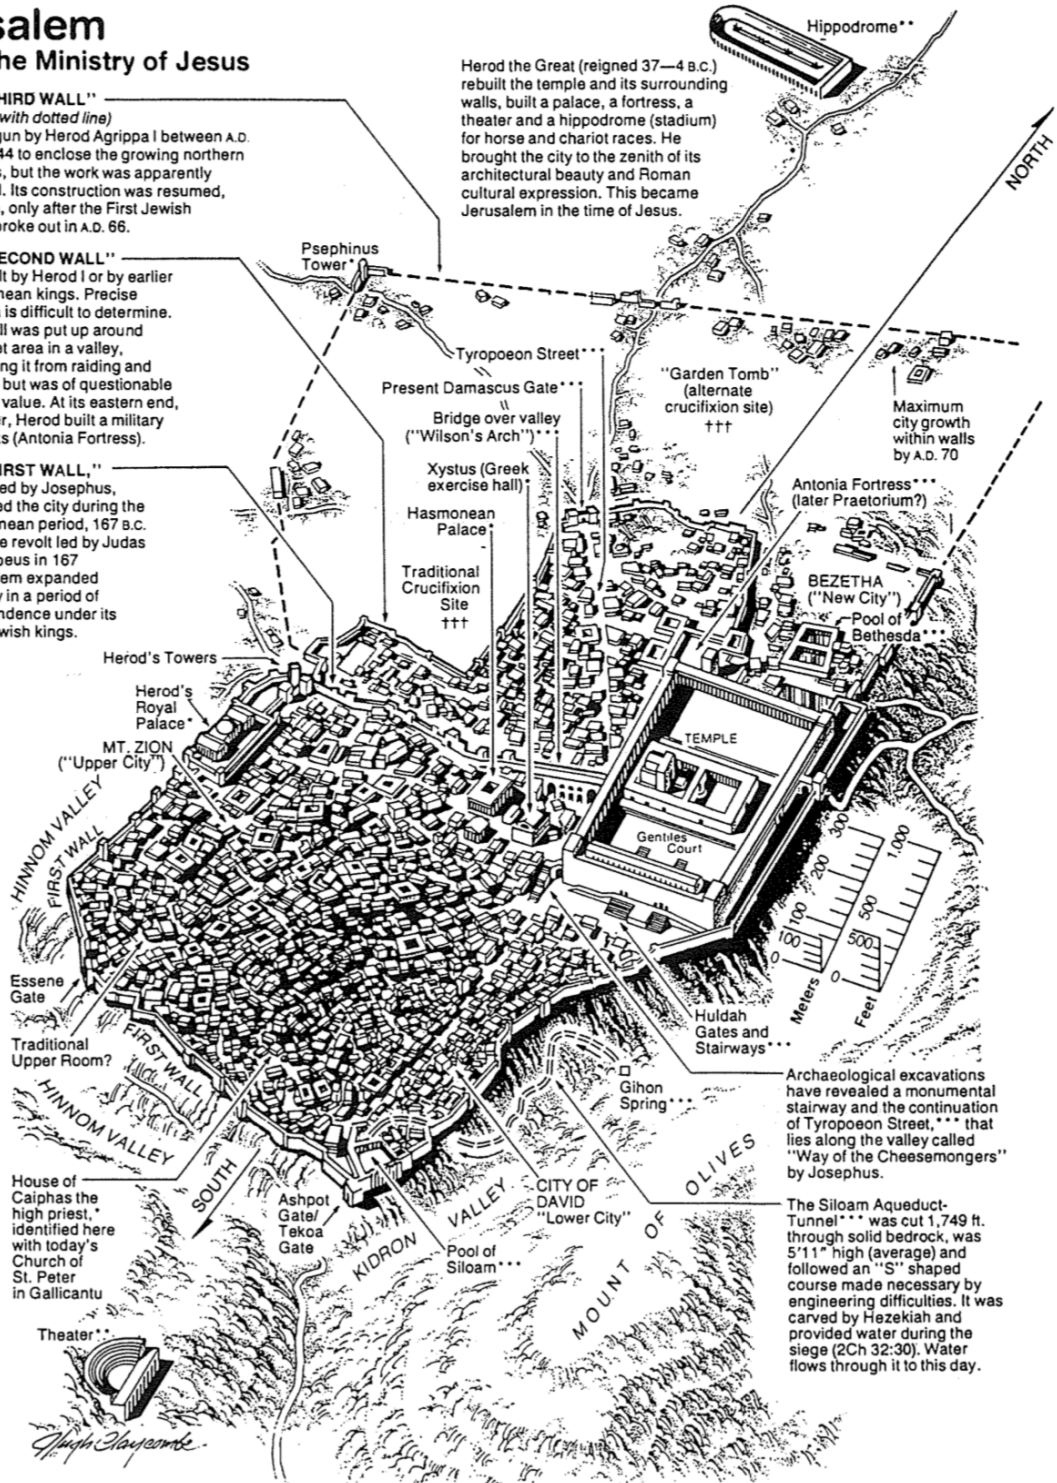 salem
he Ministry of Jesus
HIRD WALL"
with dotted line)
gun by Herod Agrippa I between A.D.
44 to enclose the growing northern
s, but the work was apparently
d. Its construction was resumed,
, only after the First Jewish
broke out in A.D. 66.
ECOND WALL"
lt by Herod I or by earlier
nean kings. Precise
is difficult to determine.
ll was put up around
et area in a valley,
ng it from raiding and
but was of questionable
value. At its eastern end,
r, Herod built a military
s (Antonia Fortress).
IRST WALL,"
ed by Josephus,
ed the city during the
nean period, 167 B.C.
e revolt led by Judas
beus in 167
em expanded
y in a period of
ndence under its
wish kings.
Herod the Great (reigned 37—4 B.C.)
rebuilt the temple and its surrounding
walls, built a palace, a fortress, a
theater and a hippodrome (stadium)
for horse and chariot races. He
brought the city to the zenith of its
architectural beauty and Roman
cultural expression. This became
Jerusalem in the time of Jesus.
Hippodrome**
NORTH
Psephinus
Tower*
Tyropoeon Street***
Present Damascus Gate***
Bridge over valley
("Wilson's Arch")***
Xystus (Greek
exercise hall)*
Hasmonean
Palace*
Traditional
Crucifixion
Site
†††
"Garden Tomb"
(alternate
crucifixion site)
†††
Maximum
city growth
within walls
by A.D. 70
Antonia Fortress***
(later Praetorium?)
BEZETHA
("New City")
Pool of
Bethesda***
Herod's Towers
Herod's
Royal
Palace*
MT. ZION
("Upper City")
TEMPLE
Gentiles
Court
HINNOM VALLEY
FIRST WALL
300
200
100
100
0
Meters
1,000
500
500
0
Feet
Essene
Gate
Traditional
Upper Room?
FIRST WALL
HINNOM VALLEY
Huldah
Gates and
Stairways***
Gihon
Spring***
House of
Caiphas the
high priest,*
identified here
with today's
Church of
St. Peter
in Gallicantu
SOUTH
Ashpot
Gate/
Tekoa
Gate
KIDRON VALLEY
Pool of
Siloam***
CITY OF
DAVID
"Lower City"
MOUNT OF OLIVES
Archaeological excavations
have revealed a monumental
stairway and the continuation
of Tyropoeon Street,*** that
lies along the valley called
"Way of the Cheesemongers"
by Josephus.
The Siloam Aqueduct-
Tunnel*** was cut 1,749 ft.
through solid bedrock, was
5'11" high (average) and
followed an "S" shaped
course made necessary by
engineering difficulties. It was
carved by Hezekiah and
provided water during the
siege (2Ch 32:30). Water
flows through it to this day.
Theater**
Hugh Claycombe